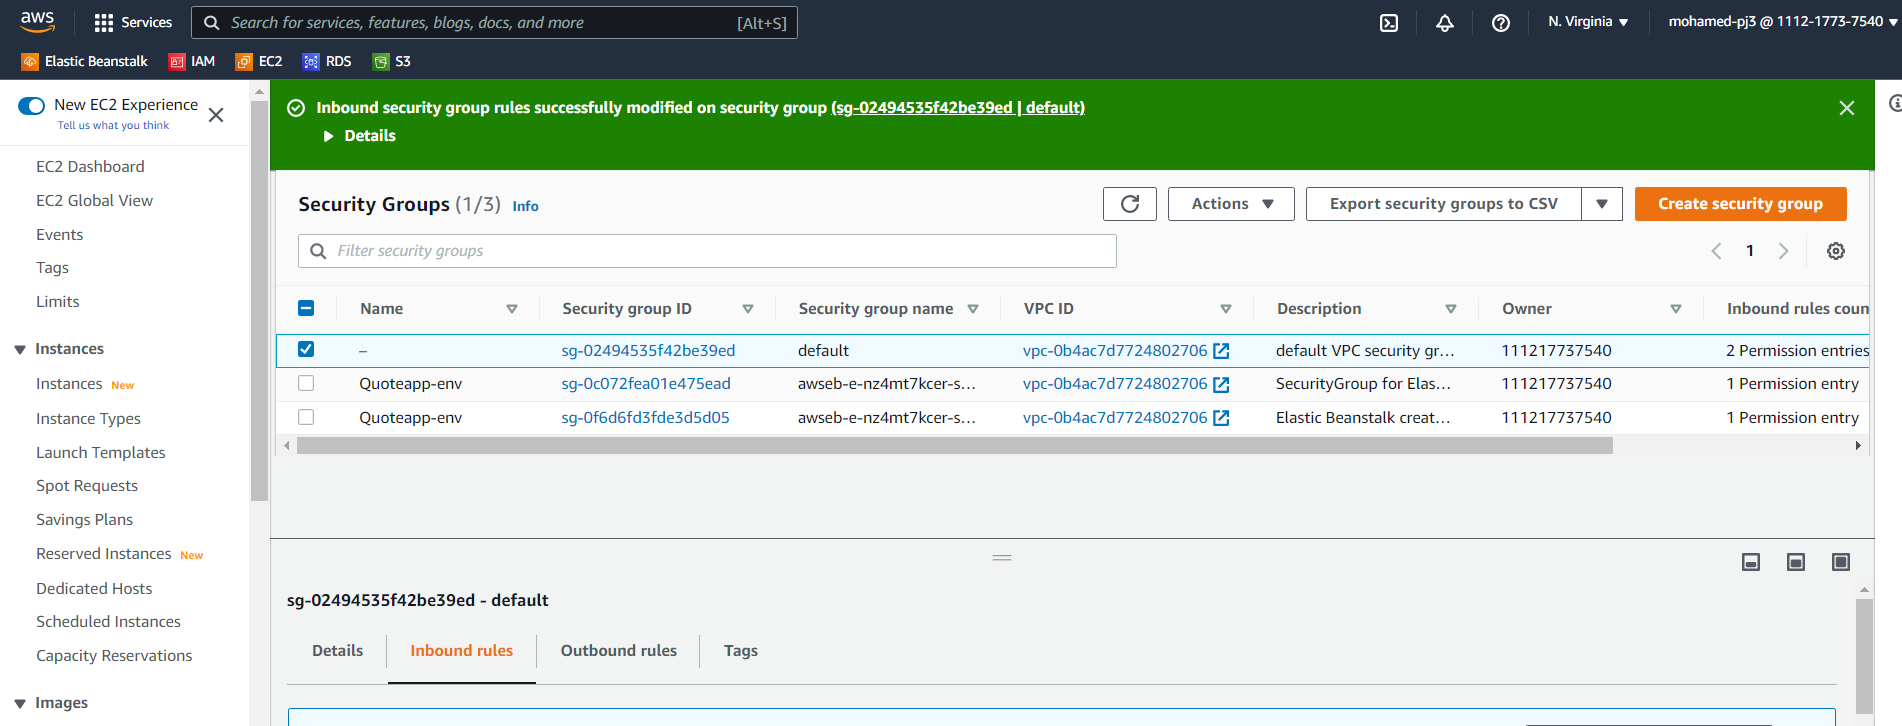 aws
Services
Search for services, features, blogs, docs, and more
[Alt+S]
N. Virginia
mohamed-pj3 @ 1112-1773-7540
Elastic Beanstalk
IAM
EC2
RDS
S3
New EC2 Experience
Tell us what you think
EC2 Dashboard
EC2 Global View
Events
Tags
Limits
Instances
Instances New
Instance Types
Launch Templates
Spot Requests
Savings Plans
Reserved Instances New
Dedicated Hosts
Scheduled Instances
Capacity Reservations
Images
Inbound security group rules successfully modified on security group (sg-02494535f42be39ed | default)
Details
Security Groups (1/3) Info
Actions
Export security groups to CSV
Create security group
Filter security groups
1
Name Security group ID Security group name VPC ID Description Owner Inbound rules coun
– sg-02494535f42be39ed default vpc-0b4ac7d7724802706 default VPC security gr... 111217737540 2 Permission entries
Quoteapp-env sg-0c072fea01e475ead awseb-e-nz4mt7kcer-s... vpc-0b4ac7d7724802706 SecurityGroup for Elas... 111217737540 1 Permission entry
Quoteapp-env sg-0f6d6fd3fde3d5d05 awseb-e-nz4mt7kcer-s... vpc-0b4ac7d7724802706 Elastic Beanstalk creat... 111217737540 1 Permission entry
sg-02494535f42be39ed - default
Details
Inbound rules
Outbound rules
Tags